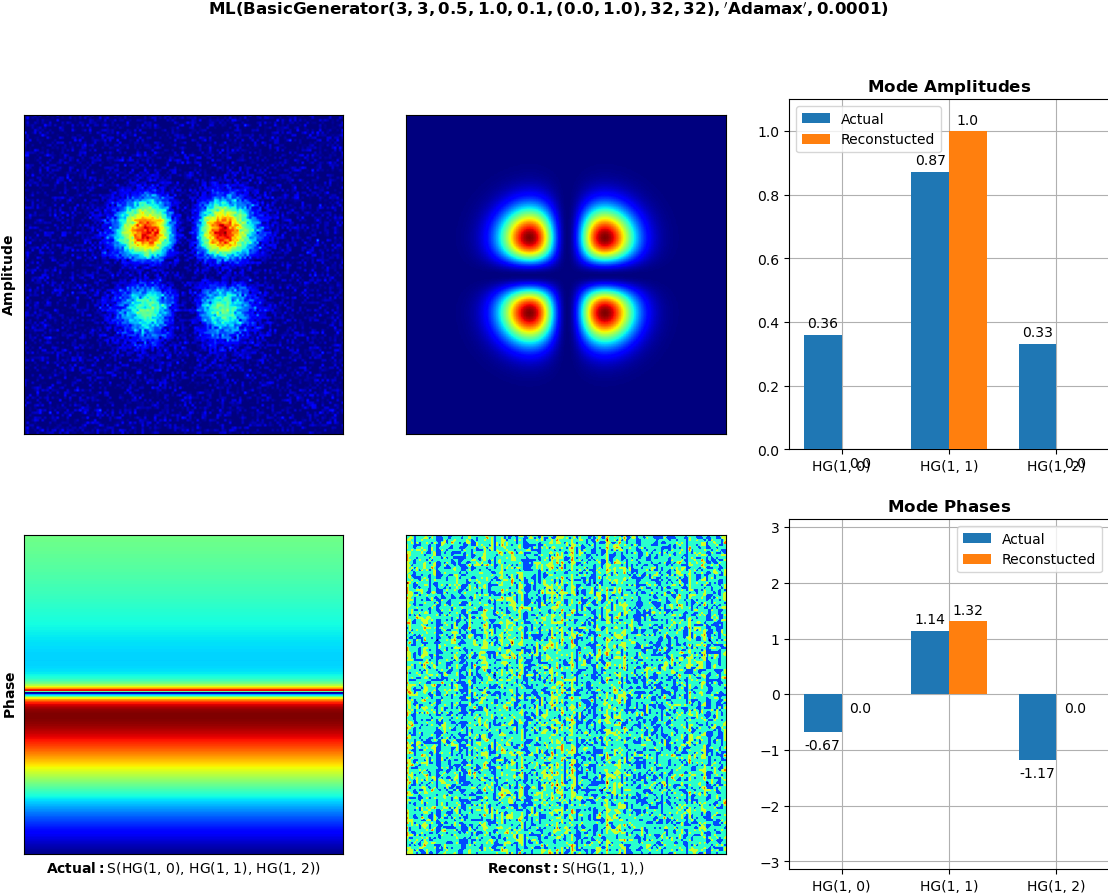 ML(BasicGenerator(3, 3, 0.5, 1.0, 0.1, (0.0, 1.0), 32, 32), 'Adamax', 0.0001)
Amplitude
Mode Amplitudes
Actual
Reconstucted
1.0
0.8
0.6
0.4
0.2
0.0
0.36
0.0
0.87
1.0
0.33
0.0
HG(1, 0)
HG(1, 1)
HG(1, 2)
Phase
Actual: S(HG(1, 0), HG(1, 1), HG(1, 2))
Reconst: S(HG(1, 1),)
Mode Phases
Actual
Reconstucted
3
2
1
0
−1
−2
−3
-0.67
0.0
1.14
1.32
-1.17
0.0
HG(1, 0)
HG(1, 1)
HG(1, 2)